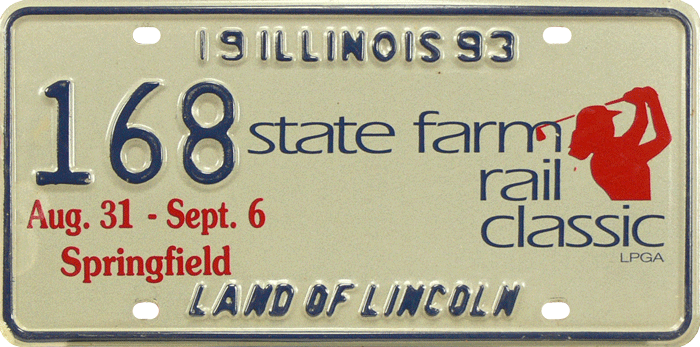 19 ILLINOIS 93
168 state farm
rail
classic
LPGA
Aug. 31 - Sept. 6
Springfield
LAND OF LINCOLN